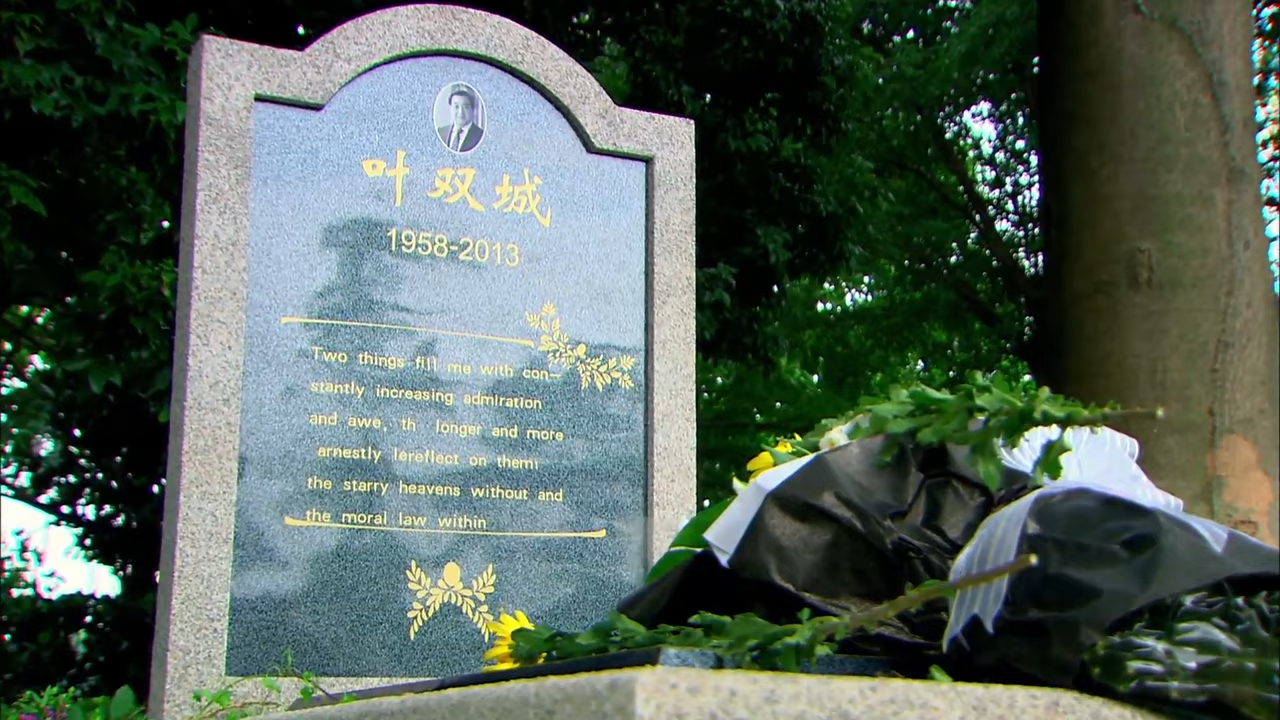 叶双城
1958-2013
Two things fill me with con-
stantly increasing admiration
and awe, th longer and more
arnestly lereflect on them:
the starry heavens without and
the moral law within